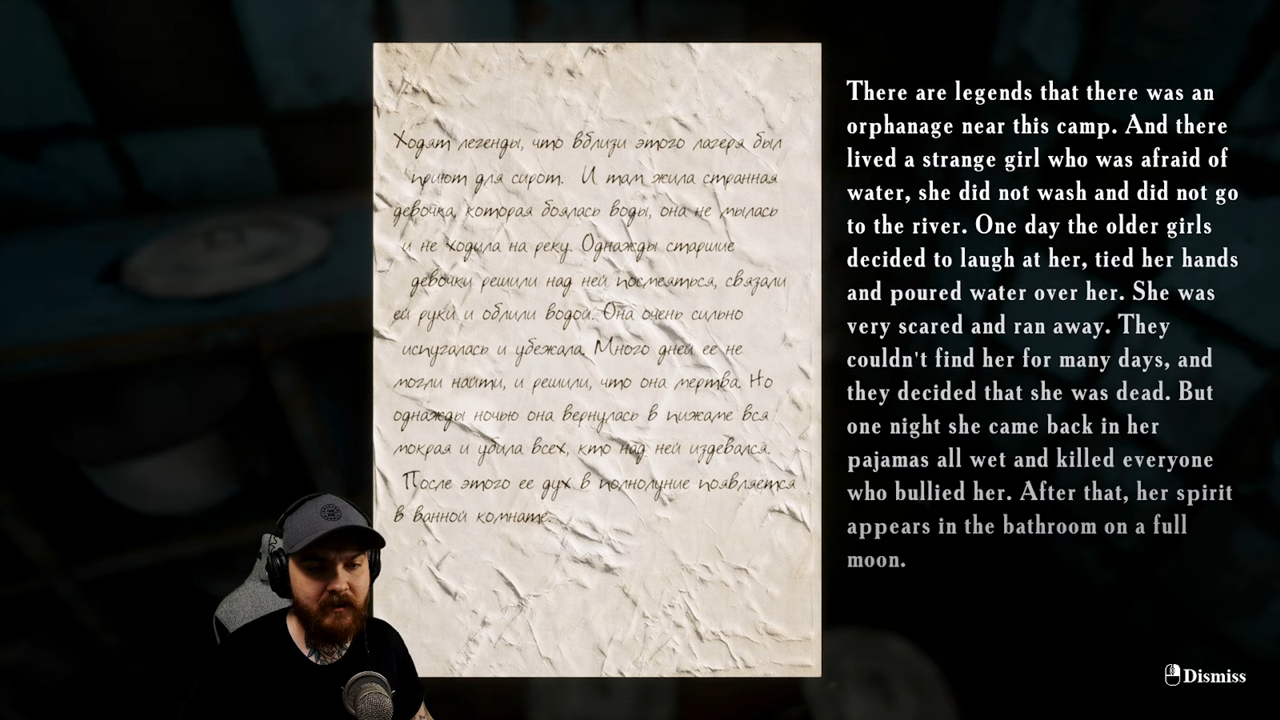 Ходят легенды, что вблизи этого лагеря был
приют для сирот. И там жила странная
девочка, которая боялась воды, она не мылась
и не ходила на реку. Однажды старшие
девочки решили над ней посмеяться, связали
ей руки и облили водой. Она очень сильно
испугалась и убежала. Много дней ее не
могли найти, и решили, что она мертва. Но
однажды ночью она вернулась в пижаме вся
мокрая и убила всех, кто над ней издевался.
После этого ее дух в полнолуние появляется
в ванной комнате.
There are legends that there was an
orphanage near this camp. And there
lived a strange girl who was afraid of
water, she did not wash and did not go
to the river. One day the older girls
decided to laugh at her, tied her hands
and poured water over her. She was
very scared and ran away. They
couldn't find her for many days, and
they decided that she was dead. But
one night she came back in her
pajamas all wet and killed everyone
who bullied her. After that, her spirit
appears in the bathroom on a full
moon.
Dismiss